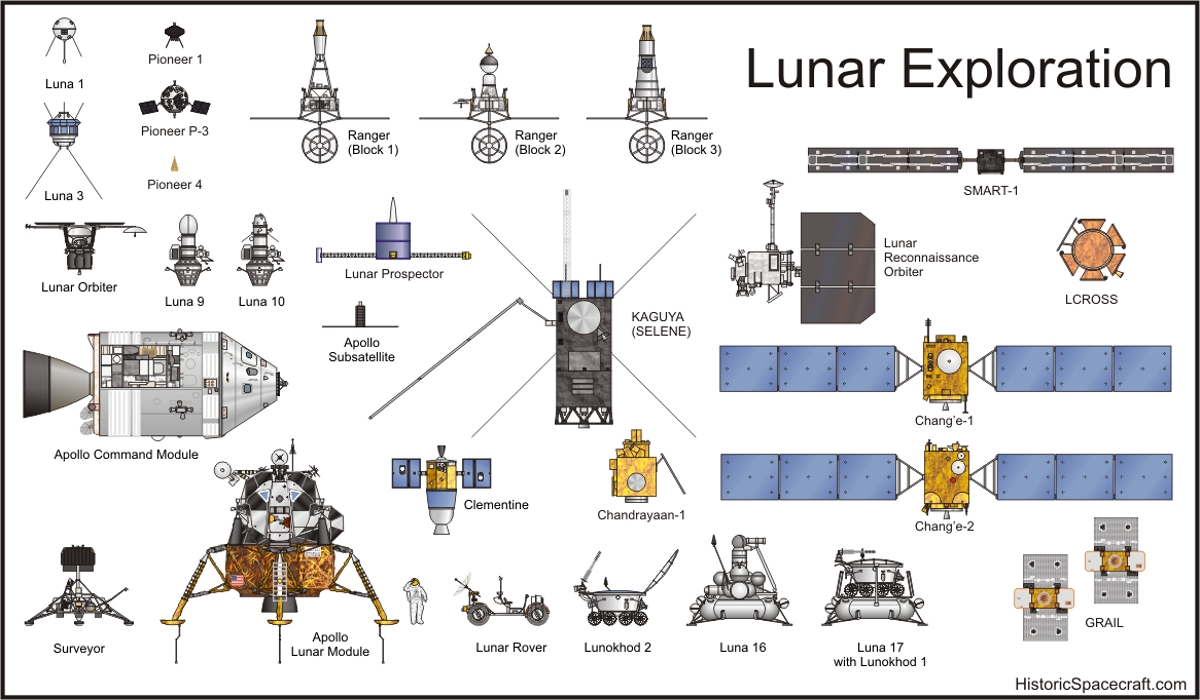 Lunar Exploration
Luna 1
Pioneer 1
Pioneer P-3
Luna 3
Pioneer 4
Ranger
(Block 1)
Ranger
(Block 2)
Ranger
(Block 3)
SMART-1
Lunar Orbiter
Luna 9
Luna 10
Lunar Prospector
Apollo
Subsatellite
KAGUYA
(SELENE)
Lunar
Reconnaissance
Orbiter
LCROSS
Apollo Command Module
Chang'e-1
Clementine
Chandrayaan-1
Chang'e-2
Surveyor
Apollo
Lunar Module
Lunar Rover
Lunokhod 2
Luna 16
Luna 17
with Lunokhod 1
GRAIL
HistoricSpacecraft.com